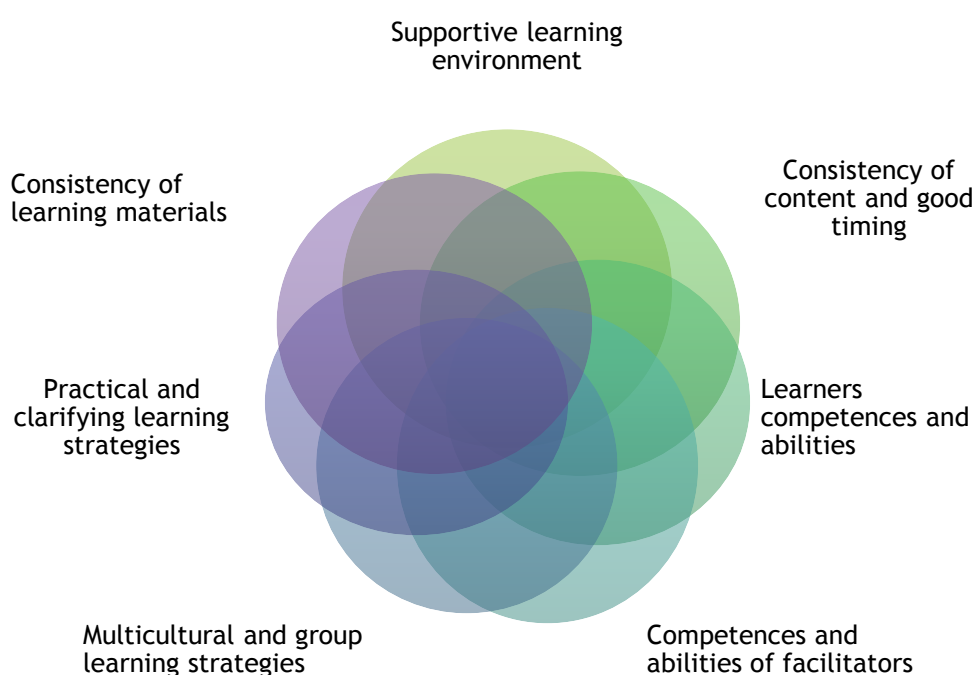 Supportive learning
environment
Consistency of
learning materials
Consistency of
content and good
timing
Practical and
clarifying learning
strategies
Learners
competences and
abilities
Multicultural and group
learning strategies
Competences and
abilities of facilitators